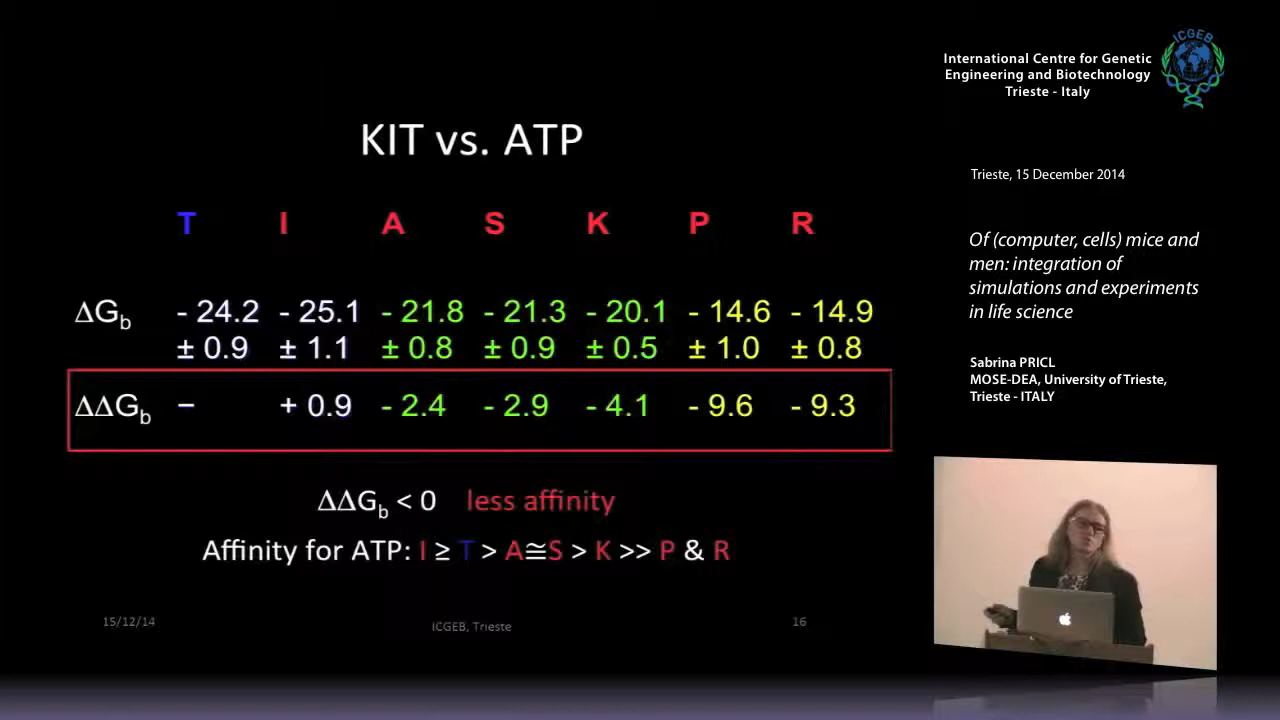 KIT vs. ATP
T I A S K P R
ΔGb - 24.2 - 25.1 - 21.8 - 21.3 - 20.1 - 14.6 - 14.9
± 0.9 ± 1.1 ± 0.8 ± 0.9 ± 0.5 ± 1.0 ± 0.8
ΔΔGb – + 0.9 - 2.4 - 2.9 - 4.1 - 9.6 - 9.3
ΔΔGb < 0 less affinity
Affinity for ATP: I ≥ T > A≅S > K >> P & R
15/12/14
ICGEB, Trieste
16
International Centre for Genetic
Engineering and Biotechnology
Trieste - Italy
ICGEB
Trieste, 15 December 2014
Of (computer, cells) mice and
men: integration of
simulations and experiments
in life science
Sabrina PRICL
MOSE-DEA, University of Trieste,
Trieste - ITALY